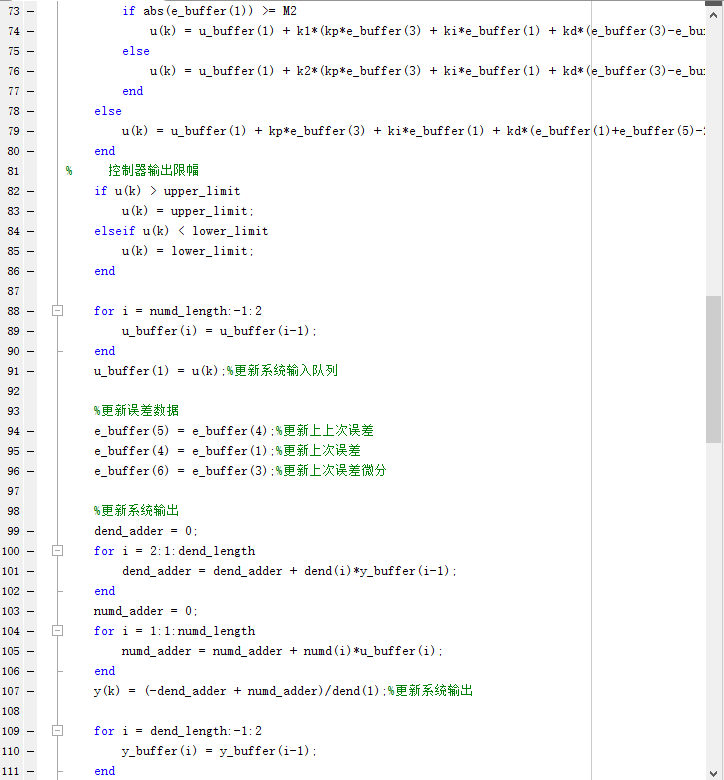 73 — if abs(e_buffer(1)) >= M2
74 — u(k) = u_buffer(1) + k1*(kp*e_buffer(3) + ki*e_buffer(1) + kd*(e_buffer(3)-e_bu
75 — else
76 — u(k) = u_buffer(1) + k2*(kp*e_buffer(3) + ki*e_buffer(1) + kd*(e_buffer(3)-e_bu
77 — end
78 — else
79 — u(k) = u_buffer(1) + kp*e_buffer(3) + ki*e_buffer(1) + kd*(e_buffer(1)+e_buffer(5)-2
80 — end
81 % 控制器输出限幅
82 — if u(k) > upper_limit
83 — u(k) = upper_limit;
84 — elseif u(k) < lower_limit
85 — u(k) = lower_limit;
86 — end
87
88 — for i = numd_length:-1:2
89 — u_buffer(i) = u_buffer(i-1);
90 — end
91 — u_buffer(1) = u(k);%更新系统输入队列
92
93 %更新误差数据
94 — e_buffer(5) = e_buffer(4);%更新上上次误差
95 — e_buffer(4) = e_buffer(1);%更新上次误差
96 — e_buffer(6) = e_buffer(3);%更新上次误差微分
97
98 %更新系统输出
99 — dend_adder = 0;
100 — for i = 2:1:dend_length
101 — dend_adder = dend_adder + dend(i)*y_buffer(i-1);
102 — end
103 — numd_adder = 0;
104 — for i = 1:1:numd_length
105 — numd_adder = numd_adder + numd(i)*u_buffer(i);
106 — end
107 — y(k) = (-dend_adder + numd_adder)/dend(1);%更新系统输出
108
109 — for i = dend_length:-1:2
110 — y_buffer(i) = y_buffer(i-1);
111 — end